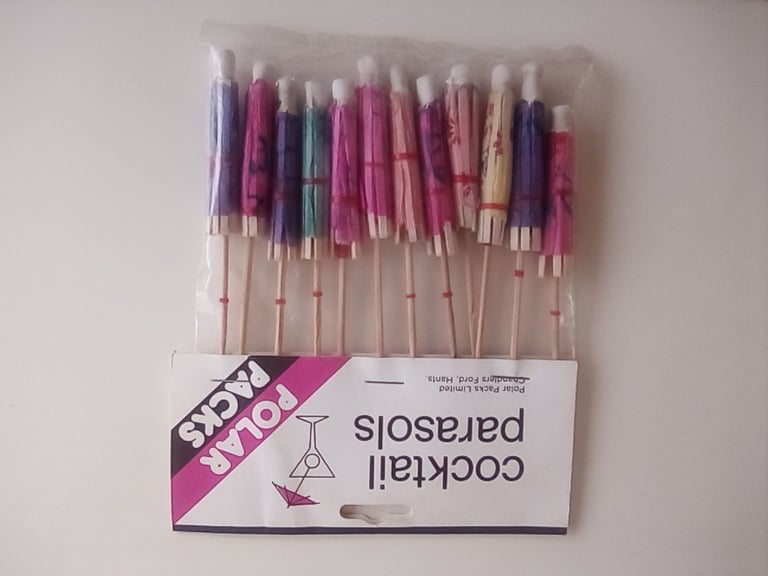 cocktail
parasols
Polar Packs Limited
Chandlers Ford, Hants.
POLAR
PACKS